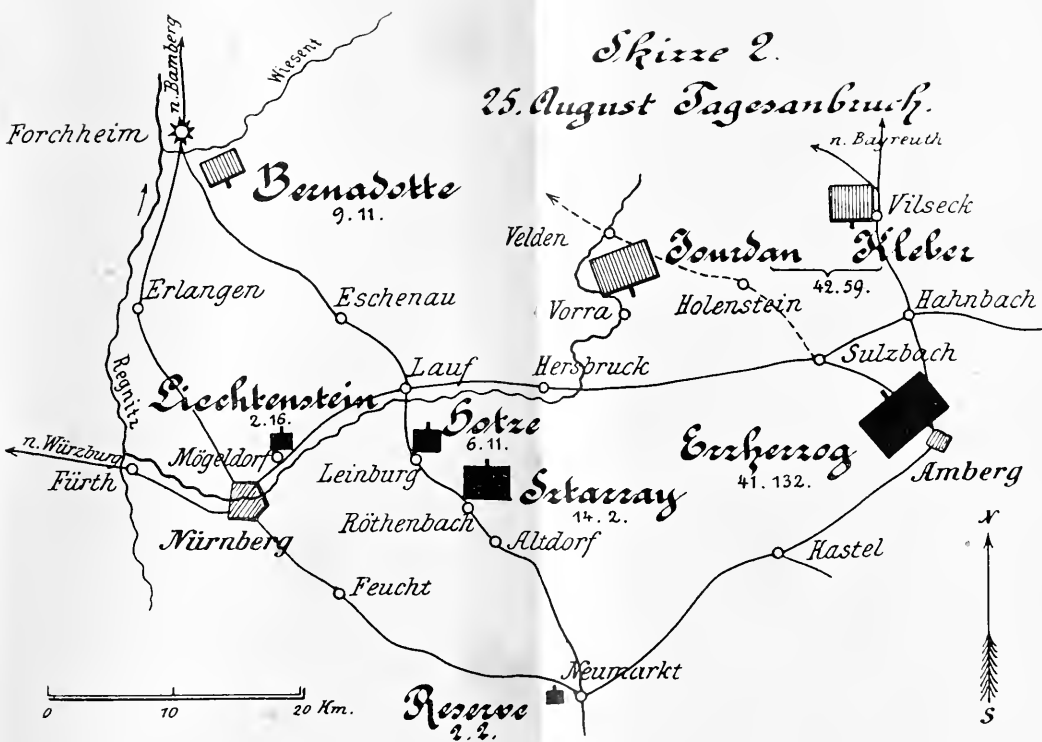 Skizze 2.
25. August Tagesanbruch.
n. Bamberg
Wiesent
Forchheim
Bernadotte
9.11.
n. Bayreuth
Vilseck
Velden
Jourdan
Kleber
42.59.
Erlangen
Eschenau
Vorra
Holenstein
Hahnbach
Regnitz
Lauf
Hersbruck
Sulzbach
Liechtenstein
2.16.
Hotze
6.11.
n. Würzburg
Mögeldorf
Fürth
Leinburg
Erzherzog
41.132.
Amberg
Sztarray
14.2.
Röthenbach
Nürnberg
Altdorf
Kastel
Feucht
N
Neumarkt
Reserve
2.2.
0 10 20 Km.
S